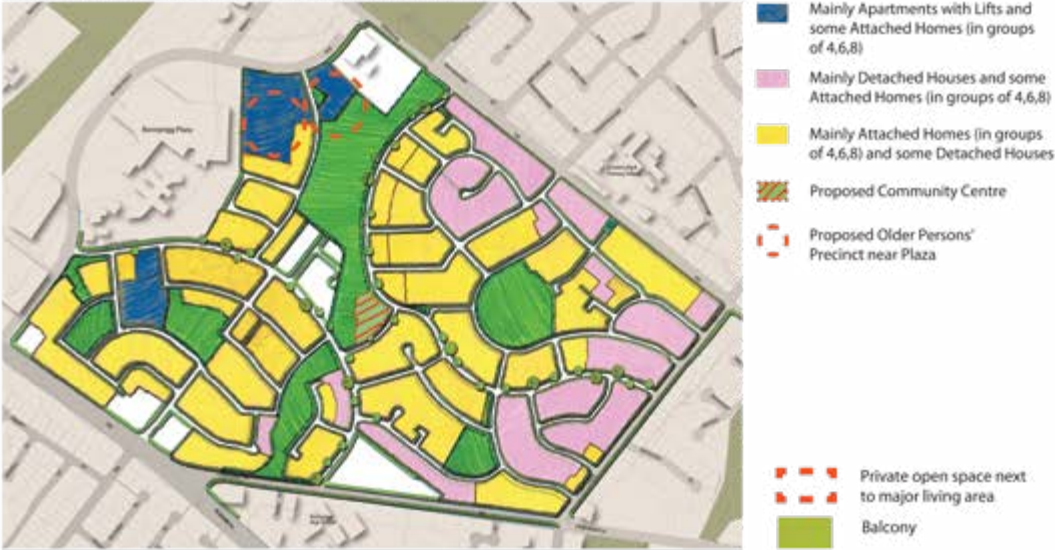 Mainly Apartments with Lifts and
some Attached Homes (in groups
of 4,6,8)
Mainly Detached Houses and some
Attached Homes (in groups of 4,6,8)
Mainly Attached Homes (in groups
of 4,6,8) and some Detached Houses
Proposed Community Centre
Proposed Older Persons'
Precinct near Plaza
Private open space next
to major living area
Balcony
Plaza